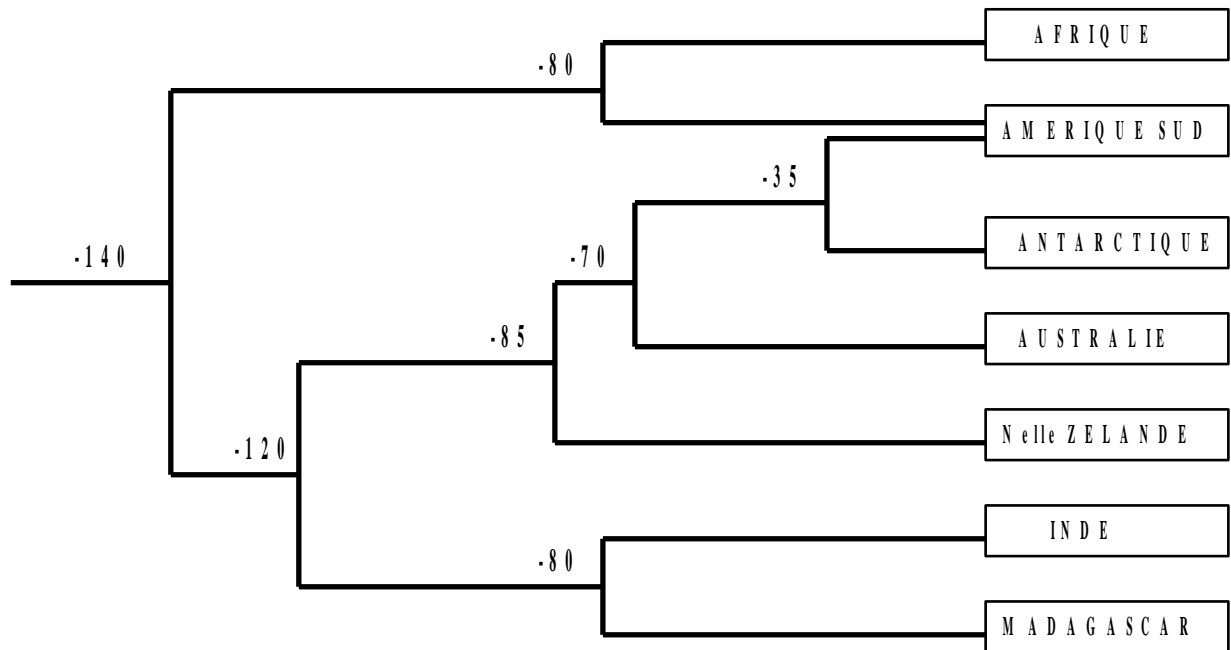 AFRIQUE
-80
AMERIQUE SUD
-35
ANTARCTIQUE
-140
-70
AUSTRALIE
-85
Nelle ZELANDE
-120
INDE
-80
MADAGASCAR